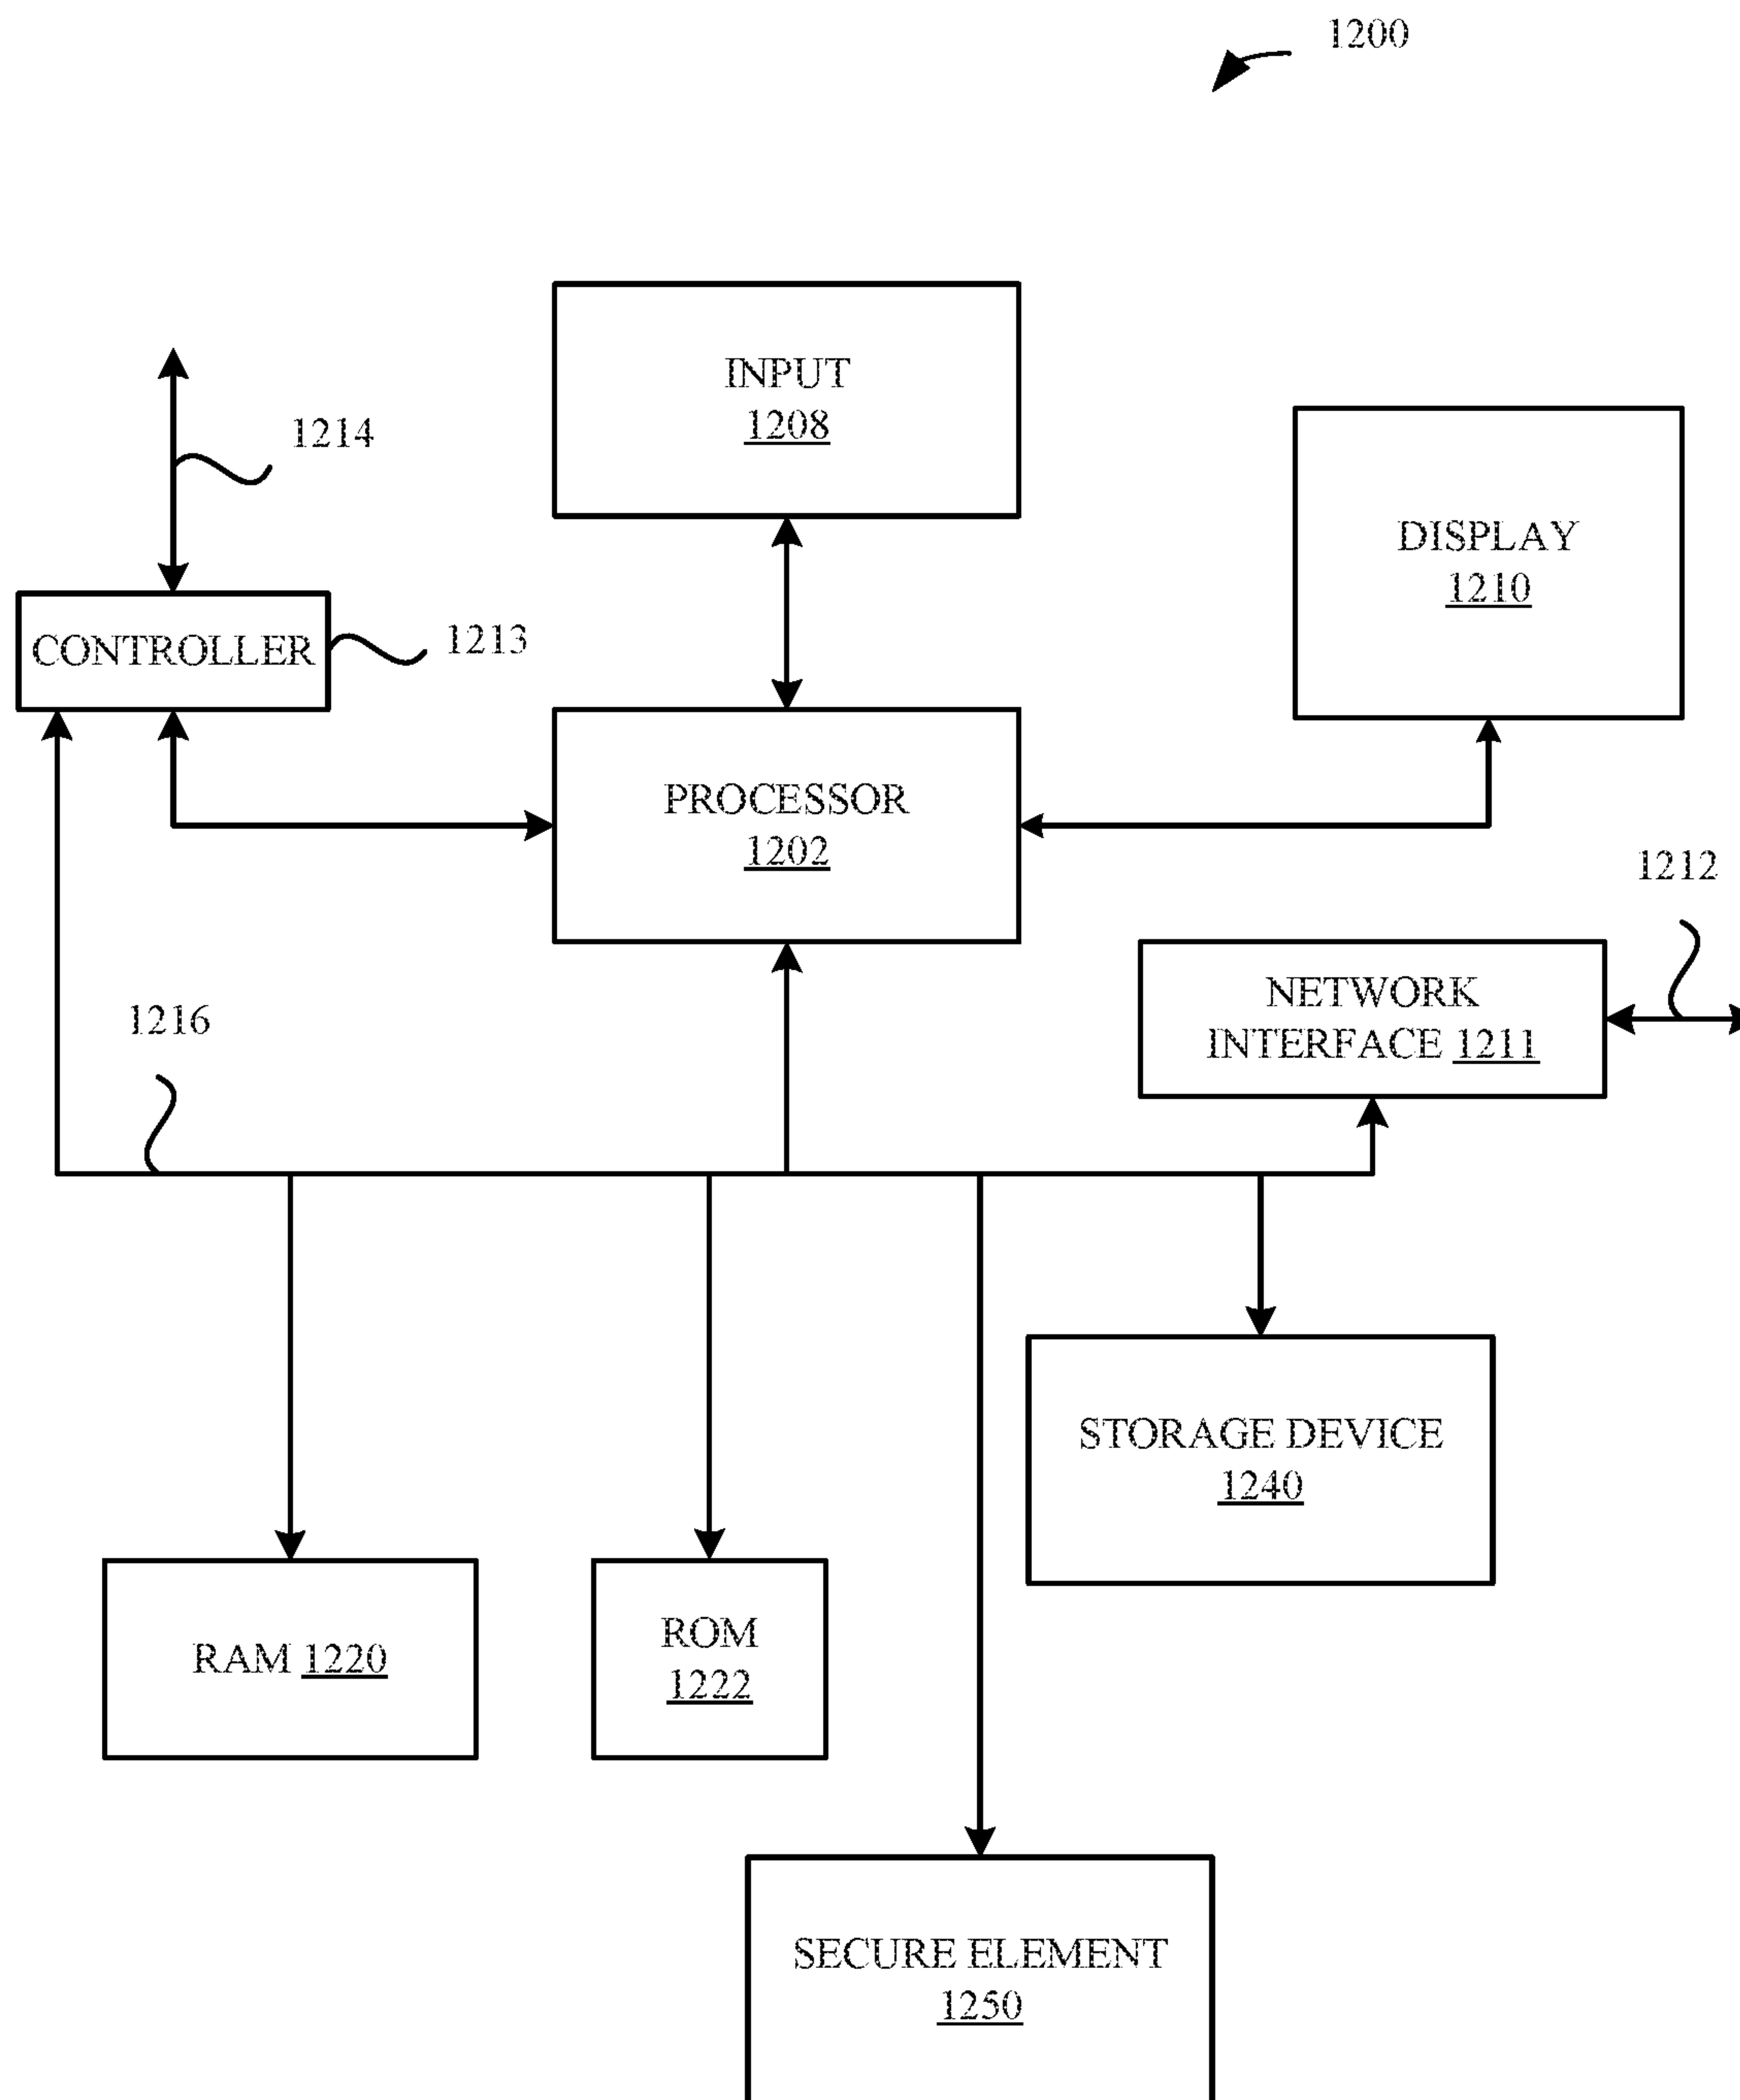 1200
INPUT
1208
1214
DISPLAY
1210
CONTROLLER
1213
PROCESSOR
1202
1212
NETWORK
INTERFACE 1211
1216
STORAGE DEVICE
1240
RAM 1220
ROM
1222
SECURE ELEMENT
1250